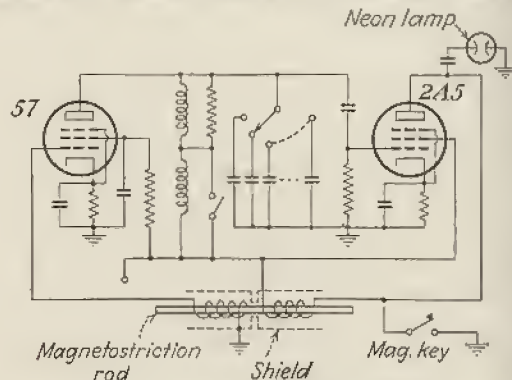 Neon lamp
57
2A5
Magnetostriction
rod
Shield
Mag. key